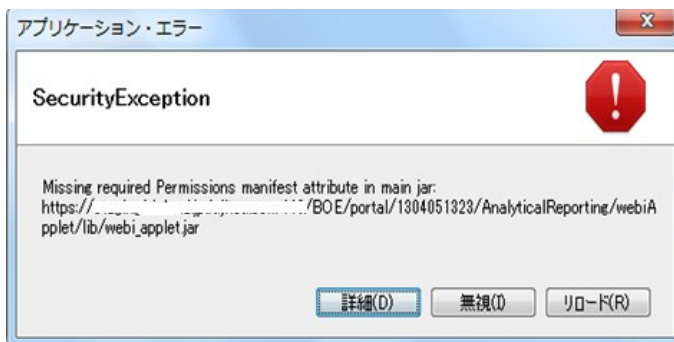 アプリケーション・エラー
SecurityException
Missing required Permissions manifest attribute in main jar:
https:// /BOE/portal/1304051323/AnalyticalReporting/webiA
pplet/lib/webi_applet.jar
詳細(D) 無視(I) リロード(R)